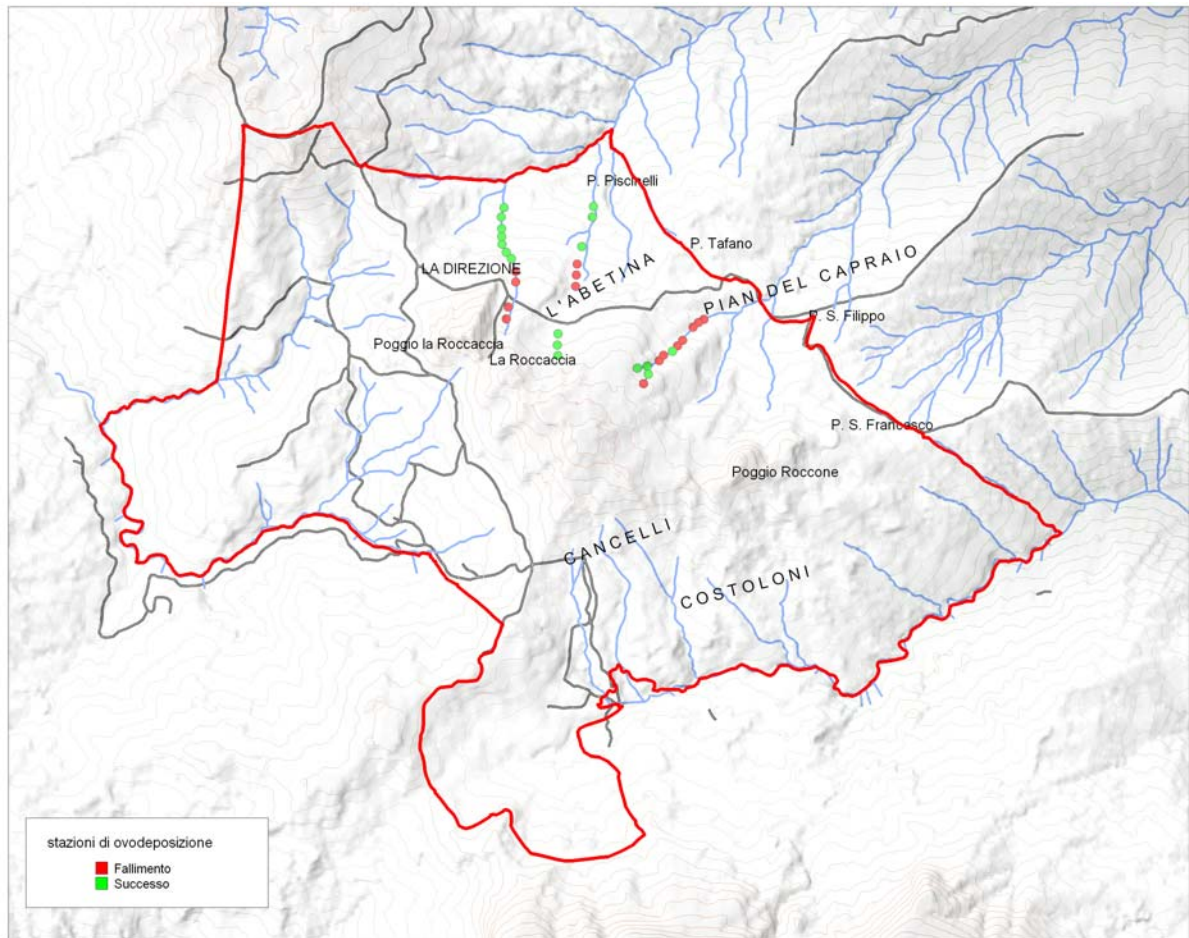 P. Piscinelli
P. Tafano
LA DIREZIONE
L'ABETINA
PIAN DEL CAPRAIO
P. S. Filippo
Poggio la Roccaccia
La Roccaccia
P. S. Francesco
Poggio Roccone
CANCELLI
COSTOLONI
stazioni di ovodeposizione
Fallimento
Successo